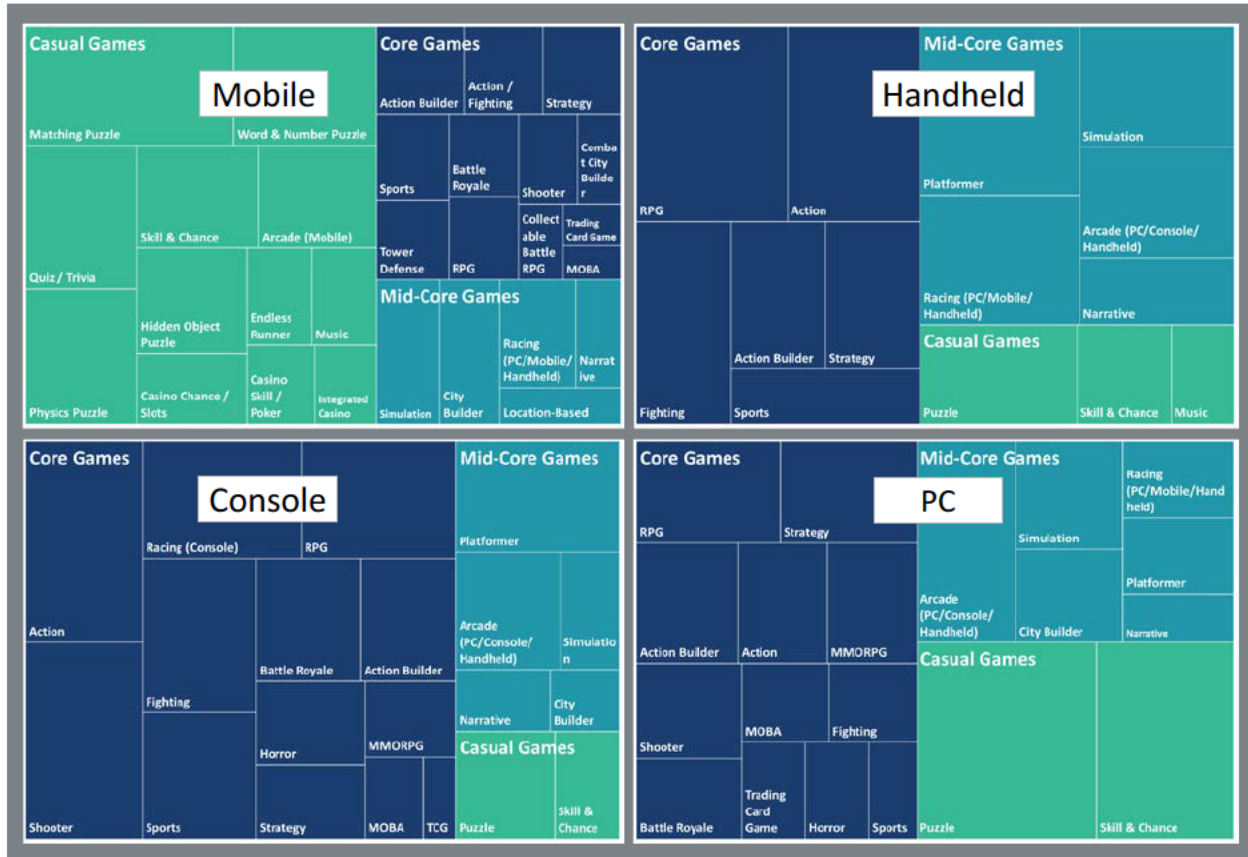 Mobile
Casual Games
Matching Puzzle
Word & Number Puzzle
Quiz / Trivia
Skill & Chance
Arcade (Mobile)
Physics Puzzle
Hidden Object
Puzzle
Endless
Runner
Music
Casino Chance /
Slots
Casino
Skill /
Poker
Integrated
Casino
Core Games
Action Builder
Action /
Fighting
Strategy
Sports
Battle
Royale
Shooter
Comba
t City
Builde
r
Tower
Defense
RPG
Collect
able
Battle
RPG
Trading
Card Game
MOBA
Mid-Core Games
Simulation
City
Builder
Racing
(PC/Mobile/
Handheld)
Narrat
ive
Location-Based
Handheld
Core Games
RPG
Action
Fighting
Action Builder
Strategy
Sports
Mid-Core Games
Platformer
Simulation
Racing (PC/Mobile/
Handheld)
Arcade (PC/Console/
Handheld)
Narrative
Casual Games
Puzzle
Skill & Chance
Music
Console
Core Games
Action
Racing (Console)
RPG
Shooter
Fighting
Battle Royale
Action Builder
Sports
Horror
MMORPG
Strategy
MOBA
TCG
Mid-Core Games
Platformer
Arcade
(PC/Console/
Handheld)
Simulatio
n
Narrative
City
Builder
Casual Games
Puzzle
Skill &
Chance
PC
Core Games
RPG
Strategy
Action Builder
Action
MMORPG
Shooter
MOBA
Fighting
Battle Royale
Trading
Card
Game
Horror
Sports
Mid-Core Games
Arcade
(PC/Console/
Handheld)
Simulation
City Builder
Racing
(PC/Mobile/Hand
held)
Platformer
Narrative
Casual Games
Puzzle
Skill & Chance